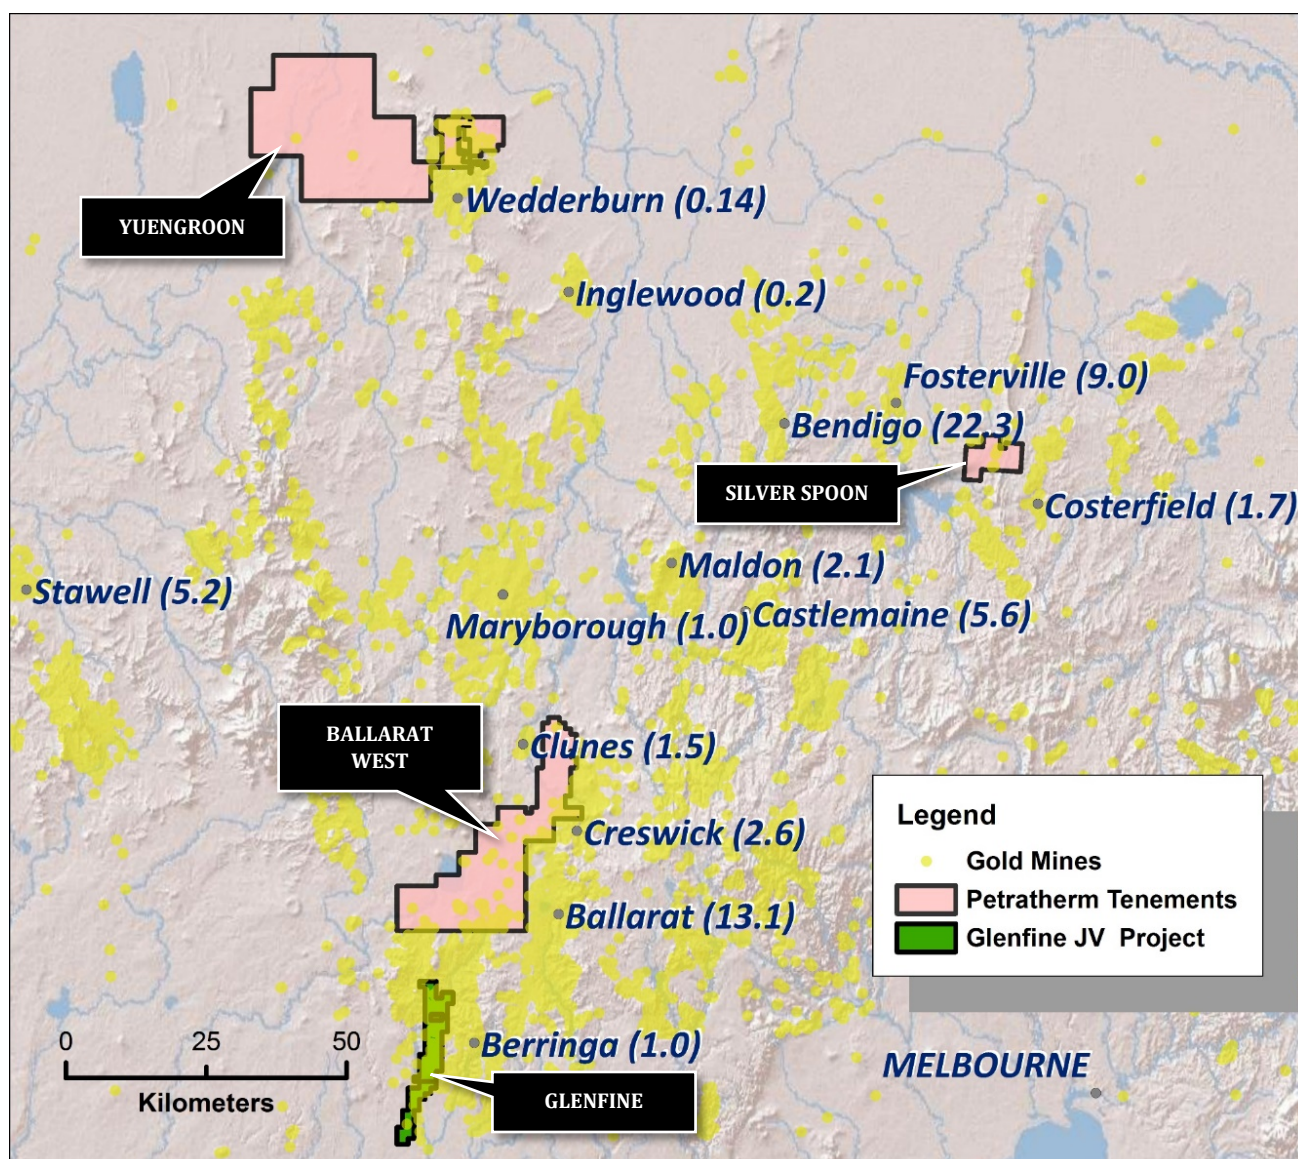 YUENGROON
Wedderburn (0.14)
Inglewood (0.2)
Fosterville (9.0)
Bendigo (22.3)
SILVER SPOON
Costerfield (1.7)
Maldon (2.1)
Stawell (5.2)
Castlemaine (5.6)
Maryborough (1.0)
BALLARAT
WEST
Clunes (1.5)
Creswick (2.6)
Ballarat (13.1)
Legend
Gold Mines
Petratherm Tenements
Glenfine JV Project
0 25 50
Kilometers
Berringa (1.0)
GLENFINE
MELBOURNE